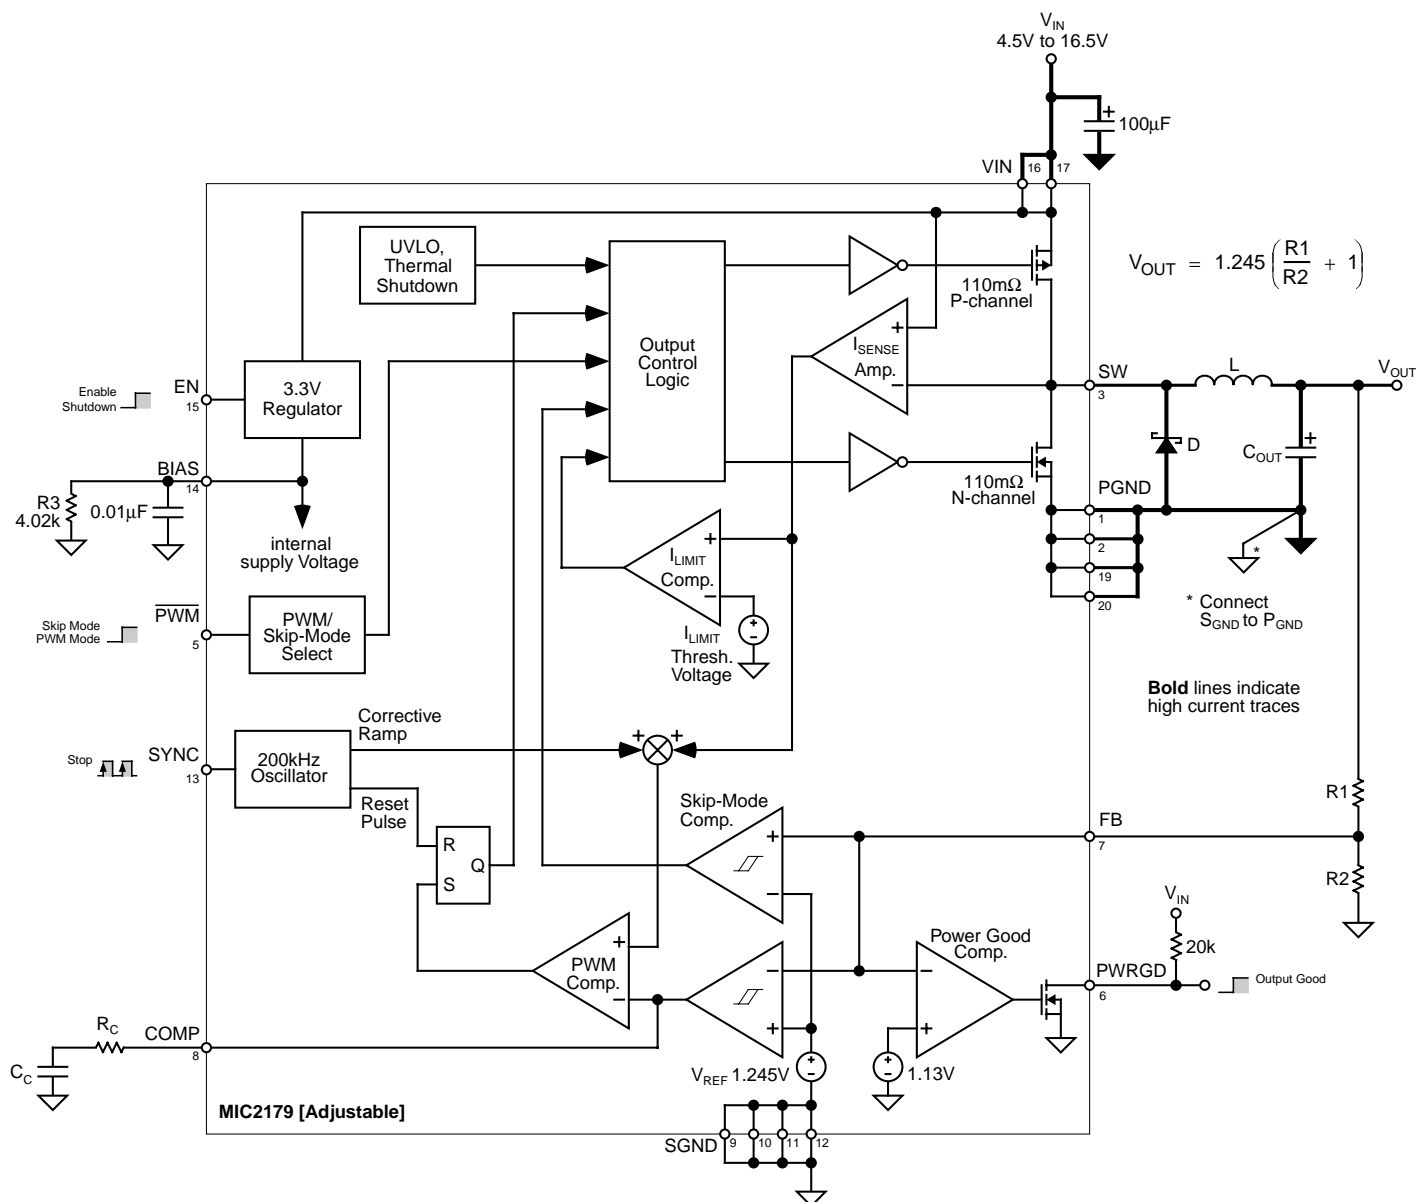 V_IN
4.5V to 16.5V
+
100µF
VIN
16
17
UVLO,
Thermal
Shutdown
110mΩ
P-channel
V_OUT = 1.245 (R1/R2 + 1)
Output
Control
Logic
+
I_SENSE
Amp.
−
SW
3
L
V_OUT
Enable
Shutdown
EN
15
3.3V
Regulator
D
+
C_OUT
BIAS
14
R3
4.02k
0.01µF
internal
supply Voltage
110mΩ
N-channel
PGND
1
2
19
20
*
* Connect
S_GND to P_GND
+
I_LIMIT
Comp.
−
+
−
I_LIMIT
Thresh.
Voltage
Skip Mode
PWM Mode
PWM
5
PWM/
Skip-Mode
Select
Bold lines indicate
high current traces
Corrective
Ramp
+
+
Stop
SYNC
13
200kHz
Oscillator
Reset
Pulse
R
S
Q
Skip-Mode
Comp.
+
−
FB
7
R1
R2
V_IN
20k
PWRGD
6
Output Good
Power Good
Comp.
−
+
+
PWM
Comp.
−
−
+
R_C
COMP
8
C_C
V_REF 1.245V
+
−
+
−
1.13V
MIC2179 [Adjustable]
SGND
9
10
11
12